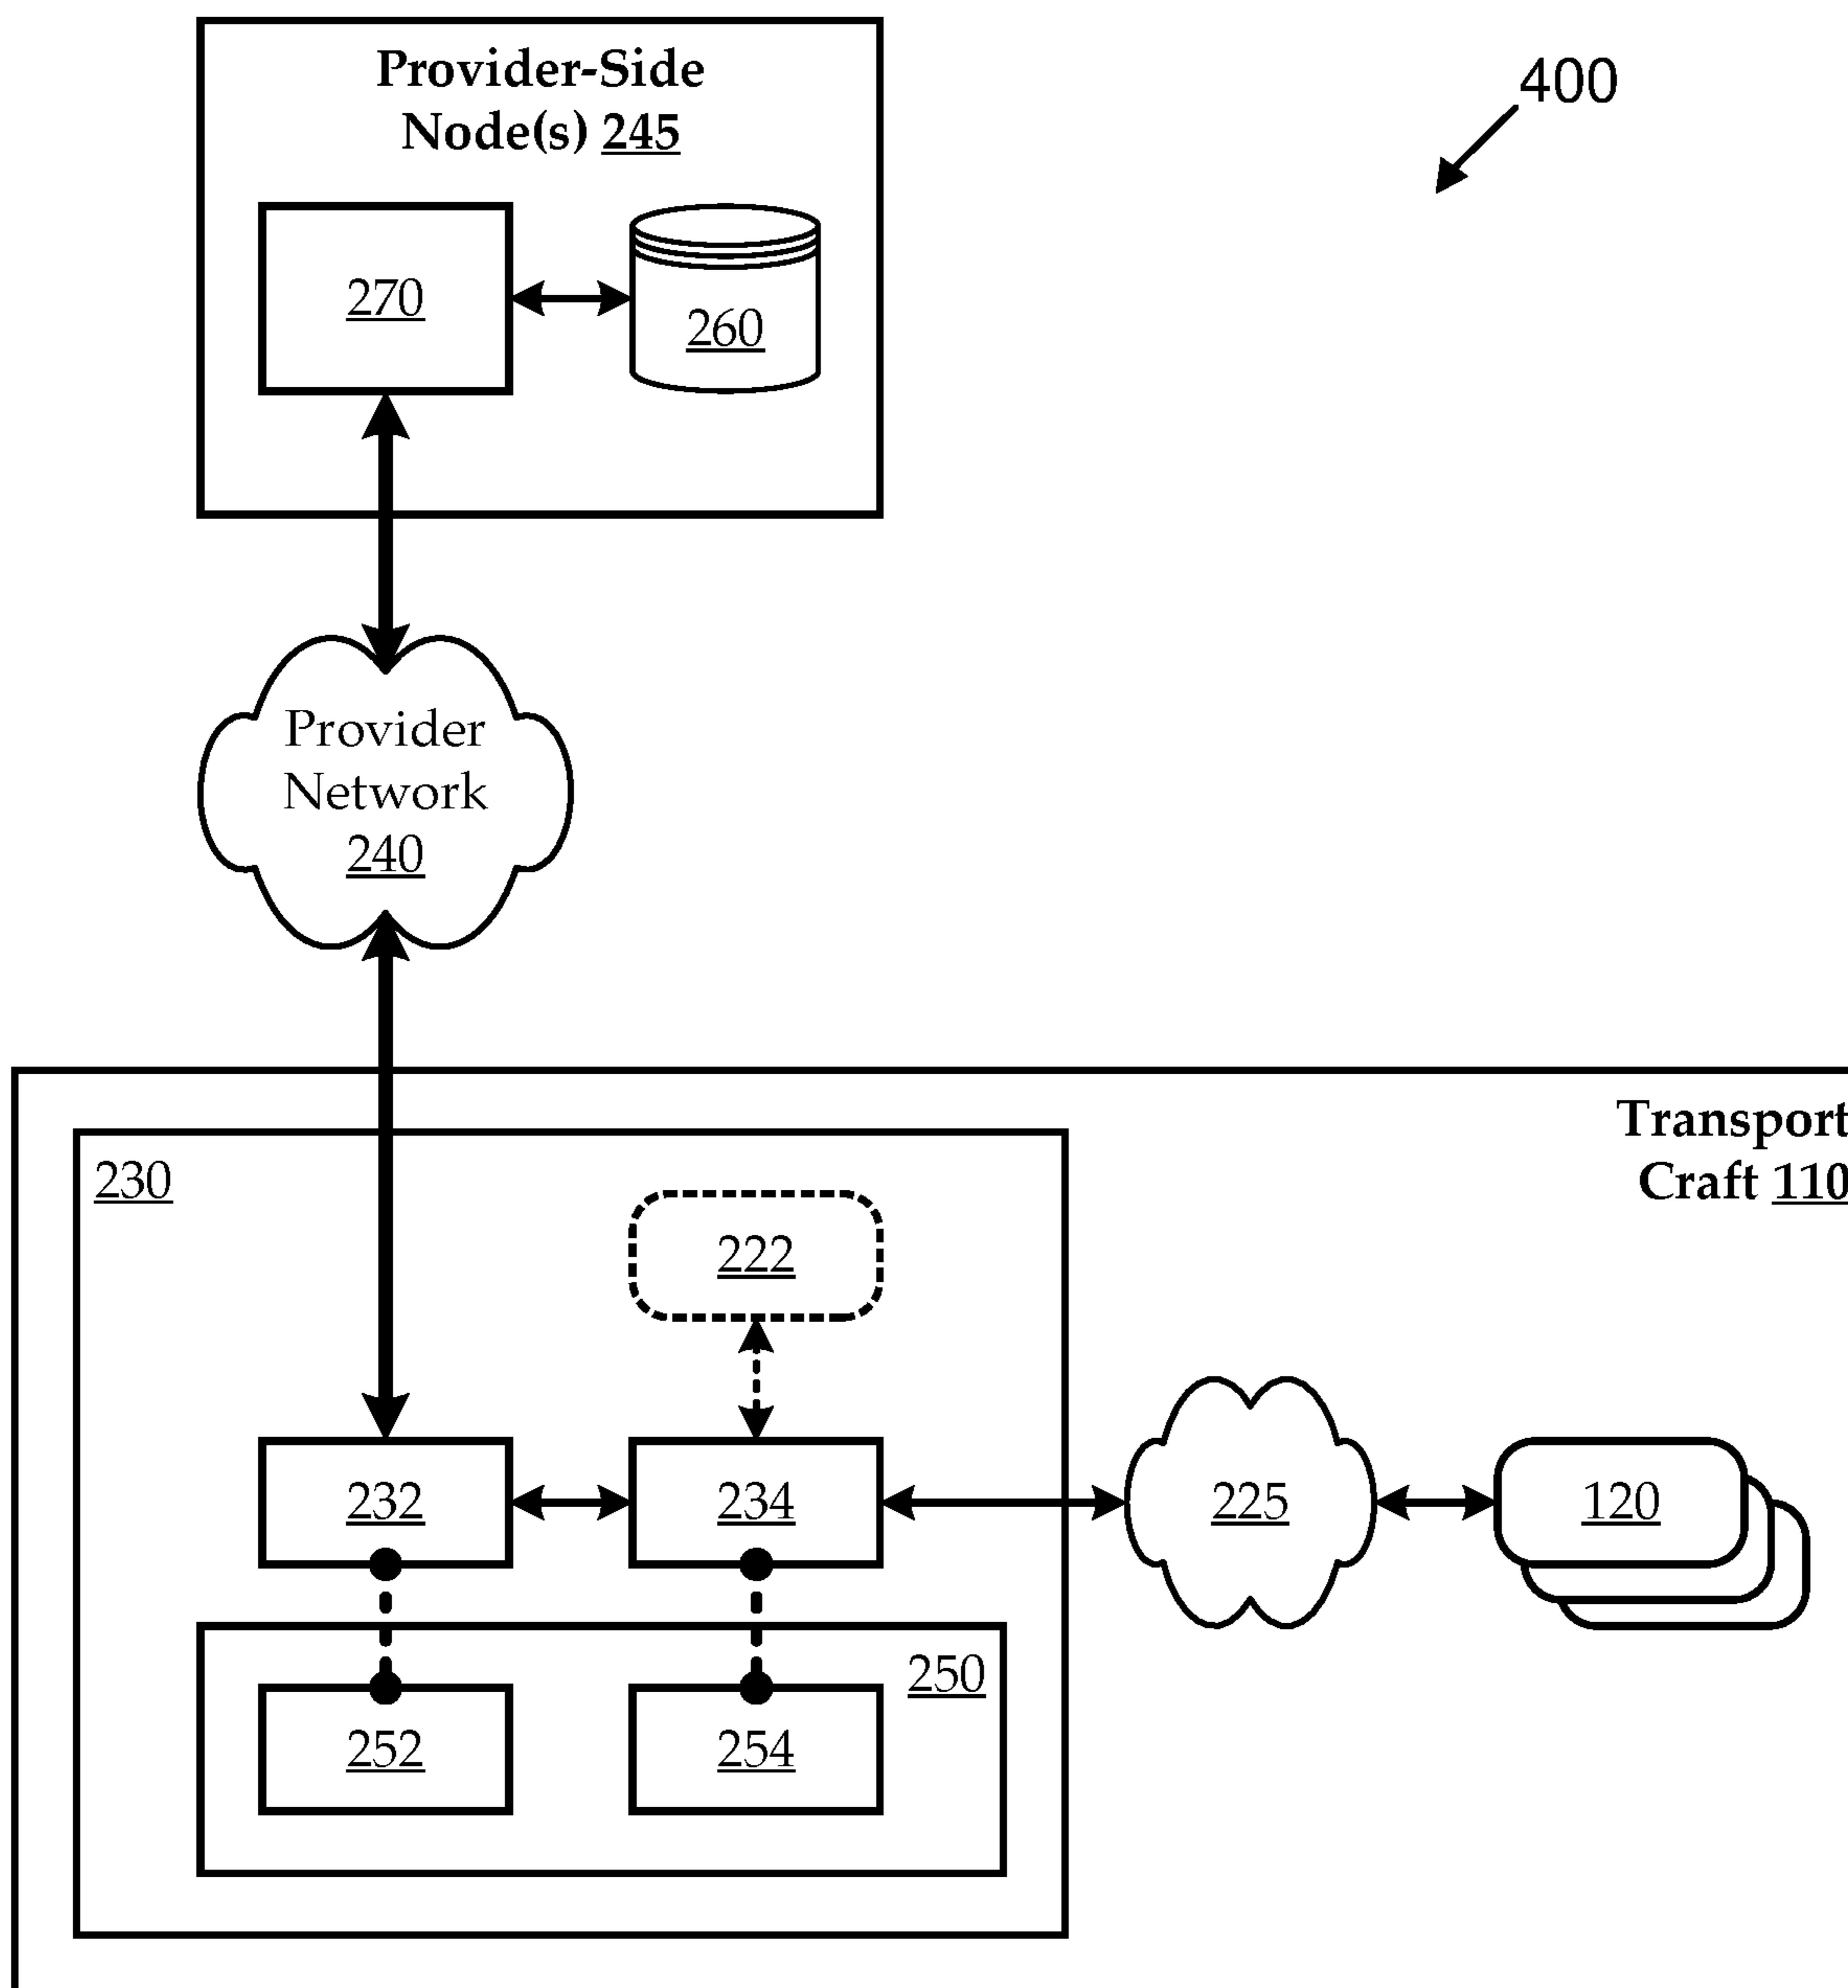 Provider-Side
Node(s) 245
400
270
260
Provider
Network
240
Transport
Craft 110
230
222
232
234
225
120
250
252
254